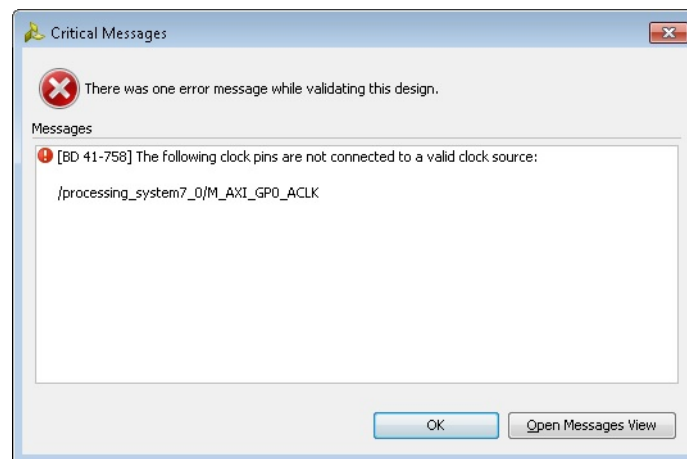 Critical Messages
There was one error message while validating this design.
Messages
[BD 41-758] The following clock pins are not connected to a valid clock source:
/processing_system7_0/M_AXI_GP0_ACLK
OK
Open Messages View